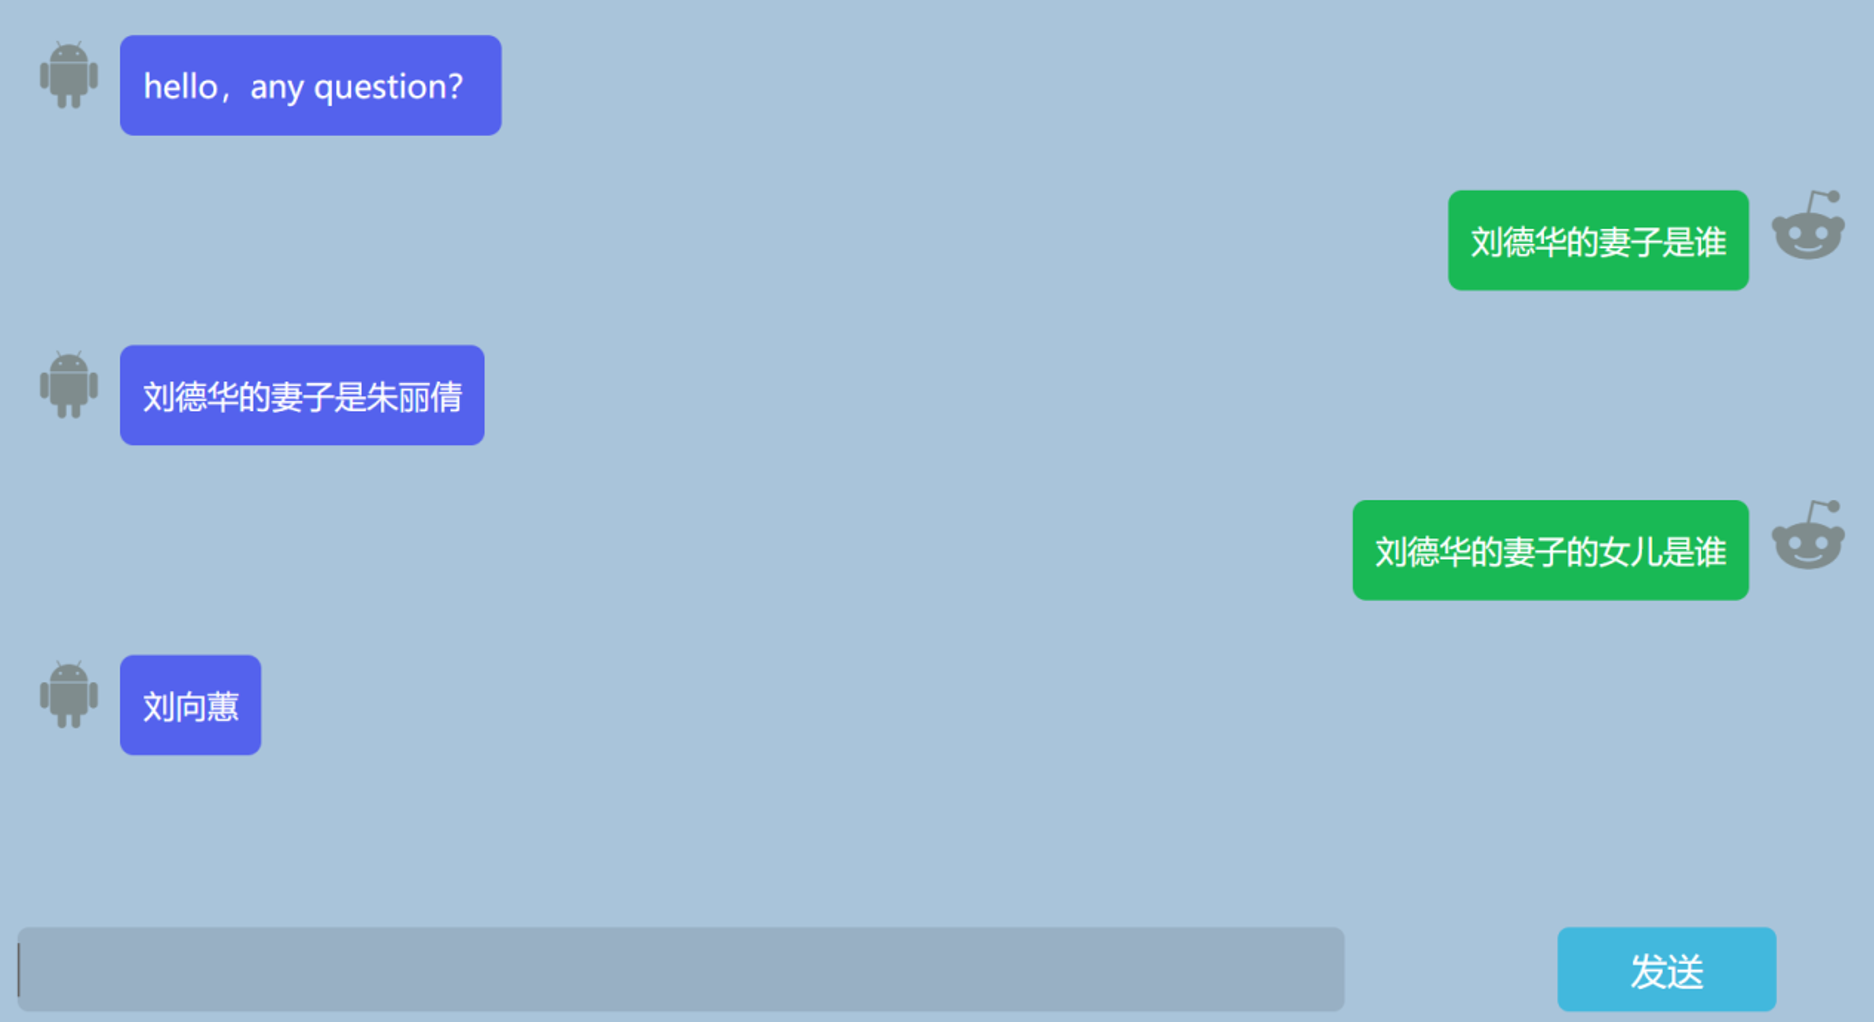 hello，any question？
刘德华的妻子是谁
刘德华的妻子是朱丽倩
刘德华的妻子的女儿是谁
刘向蕙
发送